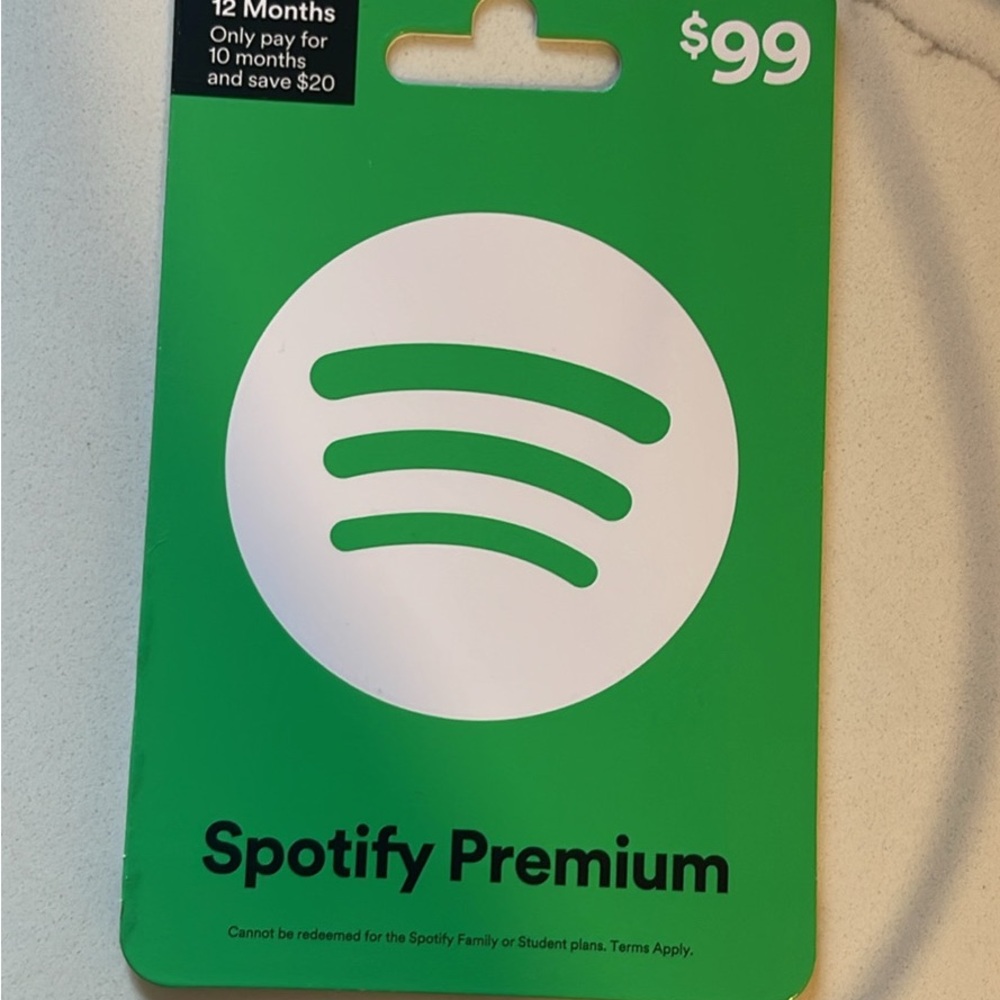 12 Months
Only pay for
10 months
and save $20
$99
Spotify Premium
Cannot be redeemed for the Spotify Family or Student plans. Terms Apply.